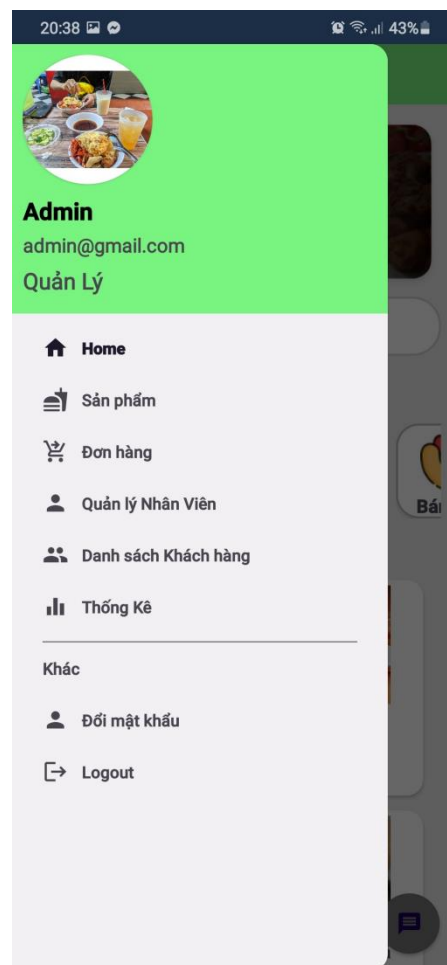 20:38
43%
Admin
admin@gmail.com
Quản Lý
Home
Sản phẩm
Đơn hàng
Quản lý Nhân Viên
Danh sách Khách hàng
Thống Kê
Khác
Đổi mật khẩu
Logout